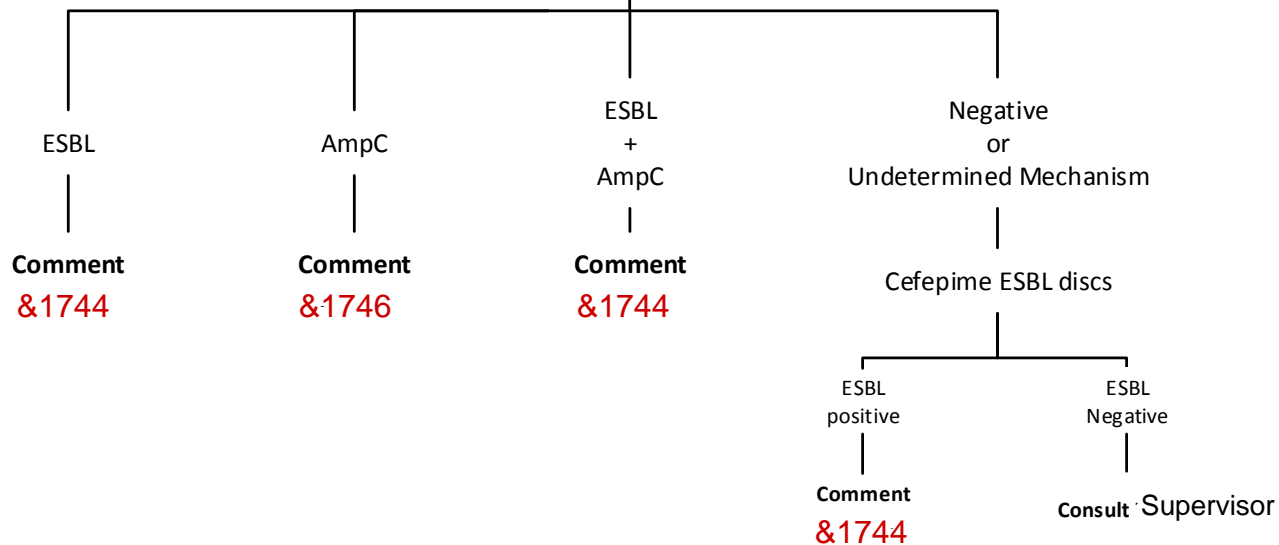 ESBL
AmpC
ESBL
+
AmpC
Negative
or
Undetermined Mechanism
Comment
&1744
Comment
&1746
Comment
&1744
Cefepime ESBL discs
ESBL
positive
ESBL
Negative
Comment
&1744
Consult Supervisor